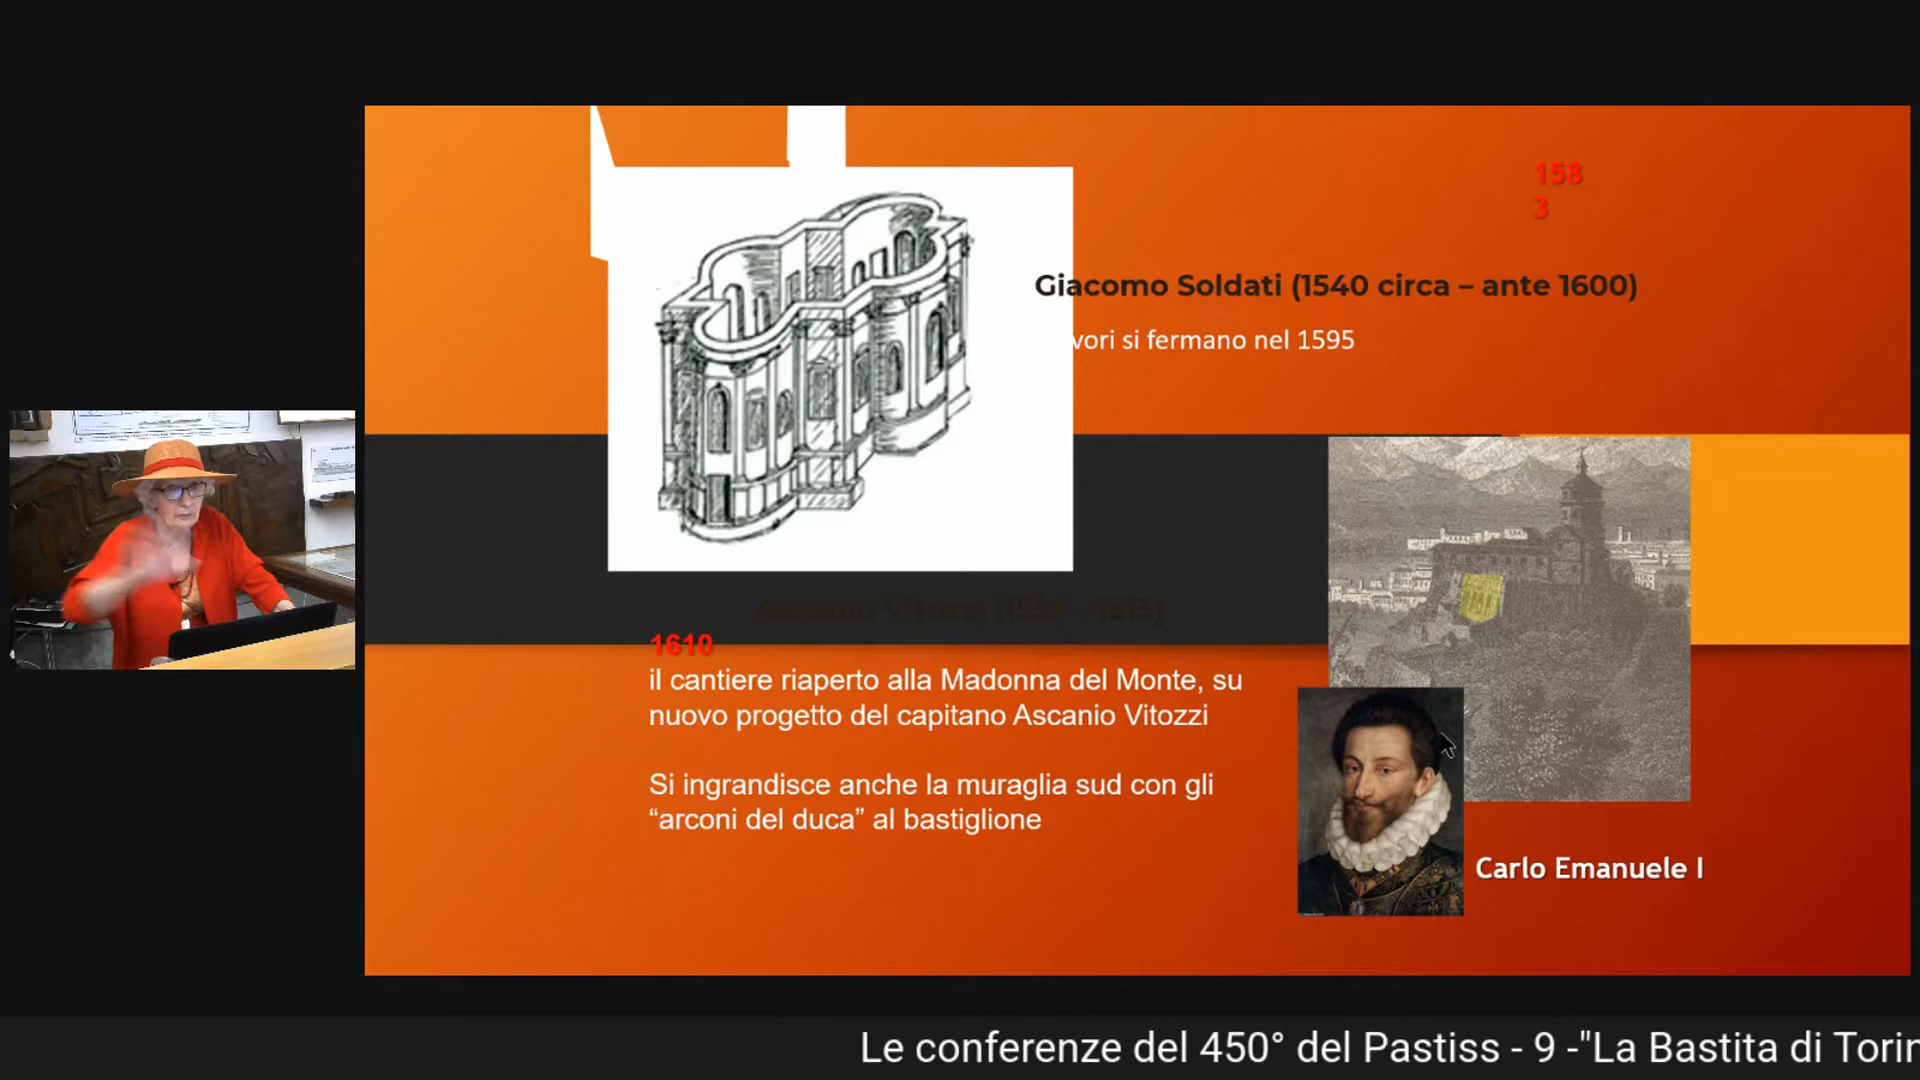 158
3
Giacomo Soldati (1540 circa – ante 1600)
vori si fermano nel 1595
1610
il cantiere riaperto alla Madonna del Monte, su
nuovo progetto del capitano Ascanio Vitozzi
Si ingrandisce anche la muraglia sud con gli
“arconi del duca” al bastiglione
Carlo Emanuele I
Le conferenze del 450° del Pastiss - 9 -"La Bastita di Torin